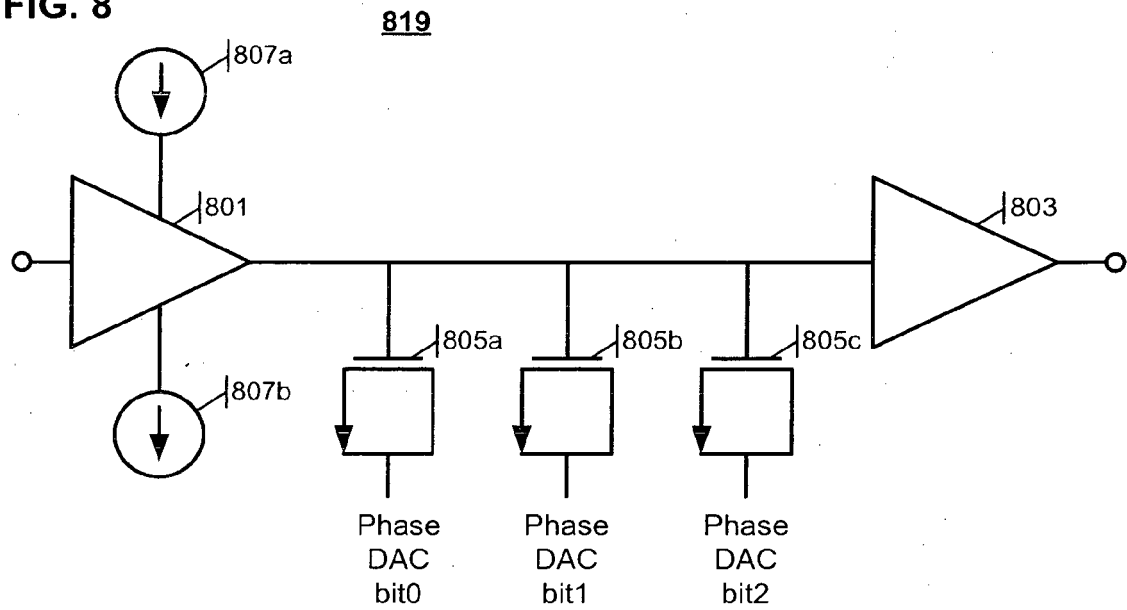 FIG. 8
819
807a
801
803
805a
805b
805c
807b
Phase DAC bit0
Phase DAC bit1
Phase DAC bit2